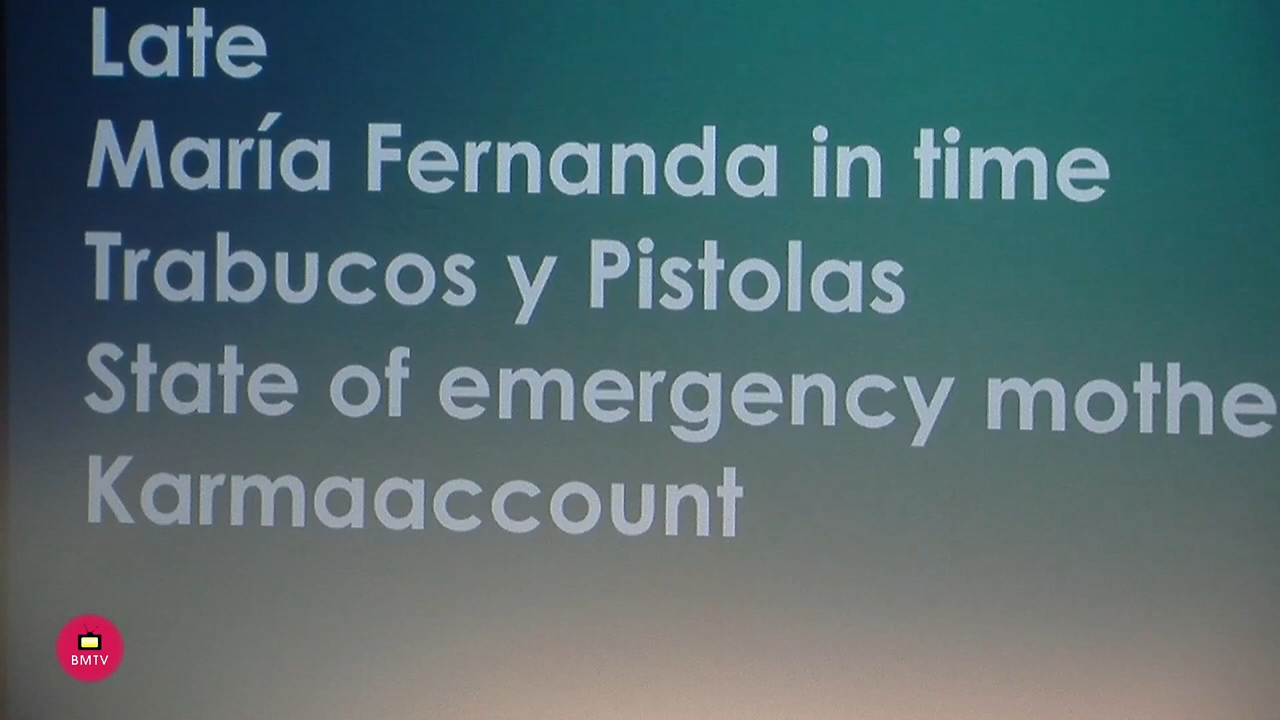 Late
María Fernanda in time
Trabucos y Pistolas
State of emergency mothe
Karmaaccount
BMTV